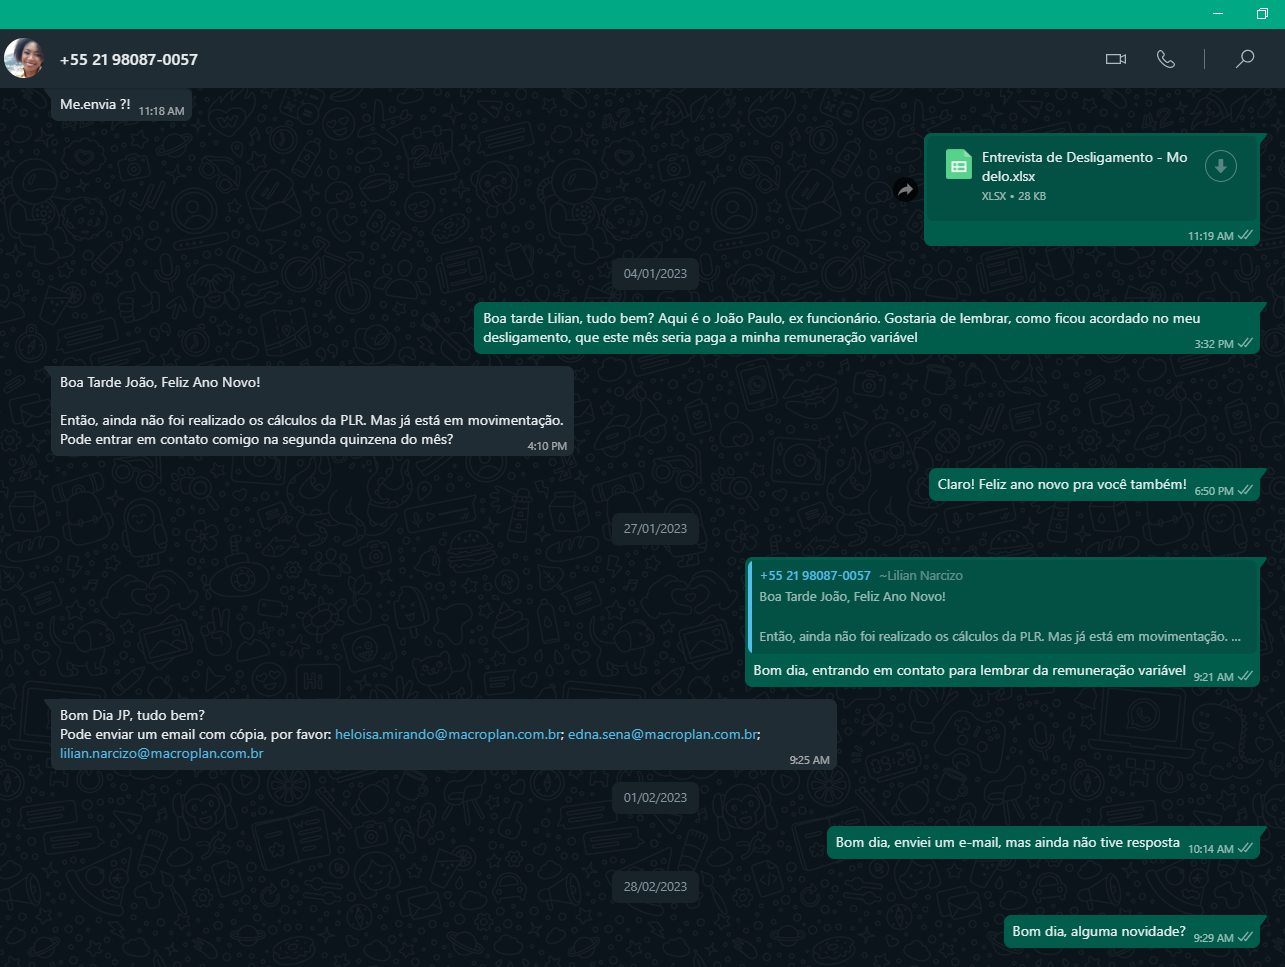 +55 21 98087-0057
Me.envia ?!
11:18 AM
Entrevista de Desligamento - Mo
delo.xlsx
XLSX • 28 KB
11:19 AM
04/01/2023
Boa tarde Lilian, tudo bem? Aqui é o João Paulo, ex funcionário. Gostaria de lembrar, como ficou acordado no meu
desligamento, que este mês seria paga a minha remuneração variável
3:32 PM
Boa Tarde João, Feliz Ano Novo!
Então, ainda não foi realizado os cálculos da PLR. Mas já está em movimentação.
Pode entrar em contato comigo na segunda quinzena do mês?
4:10 PM
Claro! Feliz ano novo pra você também!
6:50 PM
27/01/2023
+55 21 98087-0057 ~Lilian Narcizo
Boa Tarde João, Feliz Ano Novo!
Então, ainda não foi realizado os cálculos da PLR. Mas já está em movimentação. ...
Bom dia, entrando em contato para lembrar da remuneração variável
9:21 AM
Bom Dia JP, tudo bem?
Pode enviar um email com cópia, por favor: heloisa.mirando@macroplan.com.br; edna.sena@macroplan.com.br;
lilian.narcizo@macroplan.com.br
9:25 AM
01/02/2023
Bom dia, enviei um e-mail, mas ainda não tive resposta
10:14 AM
28/02/2023
Bom dia, alguma novidade?
9:29 AM